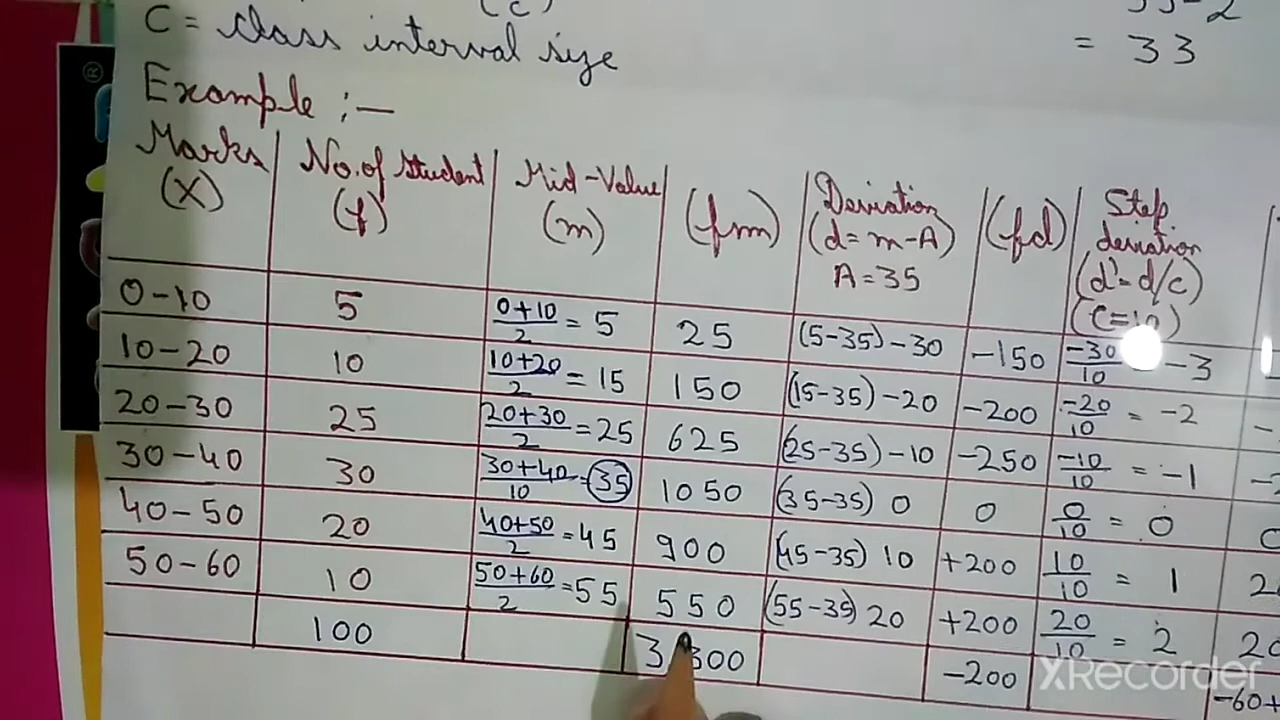 (c)
35-2
C = class interval size
= 33
Example :—
Marks (X) No. of Student (f) Mid-Value (m) (fm) Deviation (d=m-A) A=35 (fd) Step deviation (d'=d/c) (C=10)
0-10 5 0+10/2 = 5 25 (5-35) -30 -150 -30/10 -3
10-20 10 10+20/2 = 15 150 (15-35) -20 -200 -20/10 = -2
20-30 25 20+30/2 = 25 625 (25-35) -10 -250 -10/10 = -1
30-40 30 30+40/10 = 35 1050 (35-35) 0 0 0/10 = 0
40-50 20 40+50/2 = 45 900 (45-35) 10 +200 10/10 = 1
50-60 10 50+60/2 = 55 550 (55-35) 20 +200 20/10 = 2
100 3300 -200
-60+
XRecorder